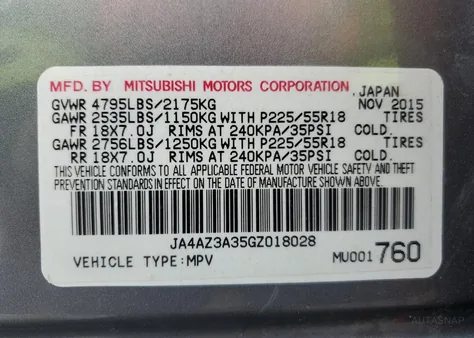 MFD. BY MITSUBISHI MOTORS CORPORATION, JAPAN
GVWR 4795LBS/2175KG NOV 2015
GAWR 2535LBS/1150KG WITH P225/55R18 TIRES
FR 18X7.0J RIMS AT 240KPA/35PSI COLD.
GAWR 2756LBS/1250KG WITH P225/55R18 TIRES
RR 18X7.0J RIMS AT 240KPA/35PSI COLD.
THIS VEHICLE CONFORMS TO ALL APPLICABLE FEDERAL MOTOR VEHICLE SAFETY AND THEFT
PREVENTION STANDARDS IN EFFECT ON THE DATE OF MANUFACTURE SHOWN ABOVE.
JA4AZ3A35GZ018028
VEHICLE TYPE:MPV MU001760
AUTASNAP